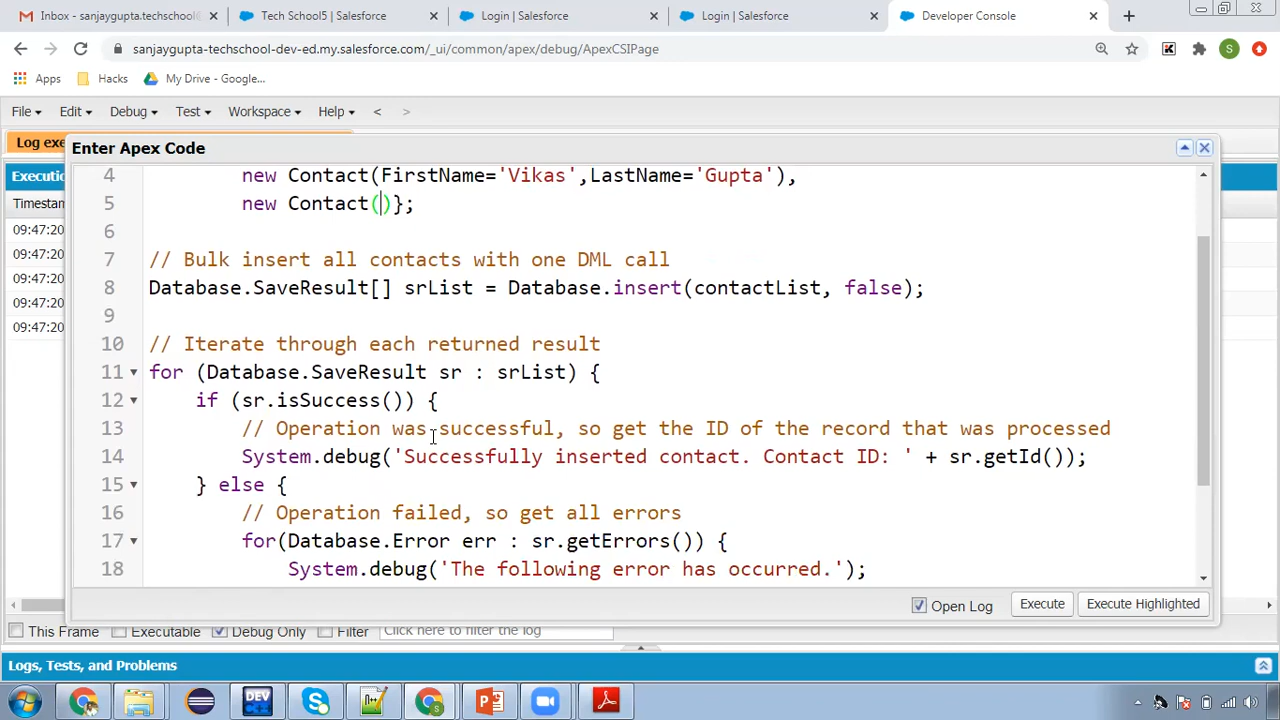 Inbox - sanjaygupta.techschool
Tech School5 | Salesforce
Login | Salesforce
Login | Salesforce
Developer Console
sanjaygupta-techschool-dev-ed.my.salesforce.com/_ui/common/apex/debug/ApexCSIPage
Apps
Hacks
My Drive - Google...
File
Edit
Debug
Test
Workspace
Help
<
>
Log exe
Enter Apex Code
Executio
Timesta
09:47:20
09:47:20
09:47:20
09:47:20
09:47:20
4 new Contact(FirstName='Vikas',LastName='Gupta'),
5 new Contact()};
6
7 // Bulk insert all contacts with one DML call
8 Database.SaveResult[] srList = Database.insert(contactList, false);
9
10 // Iterate through each returned result
11 for (Database.SaveResult sr : srList) {
12 if (sr.isSuccess()) {
13 // Operation was successful, so get the ID of the record that was processed
14 System.debug('Successfully inserted contact. Contact ID: ' + sr.getId());
15 } else {
16 // Operation failed, so get all errors
17 for(Database.Error err : sr.getErrors()) {
18 System.debug('The following error has occurred.');
Open Log
Execute
Execute Highlighted
This Frame
Executable
Debug Only
Filter
Click here to filter the log
Logs, Tests, and Problems